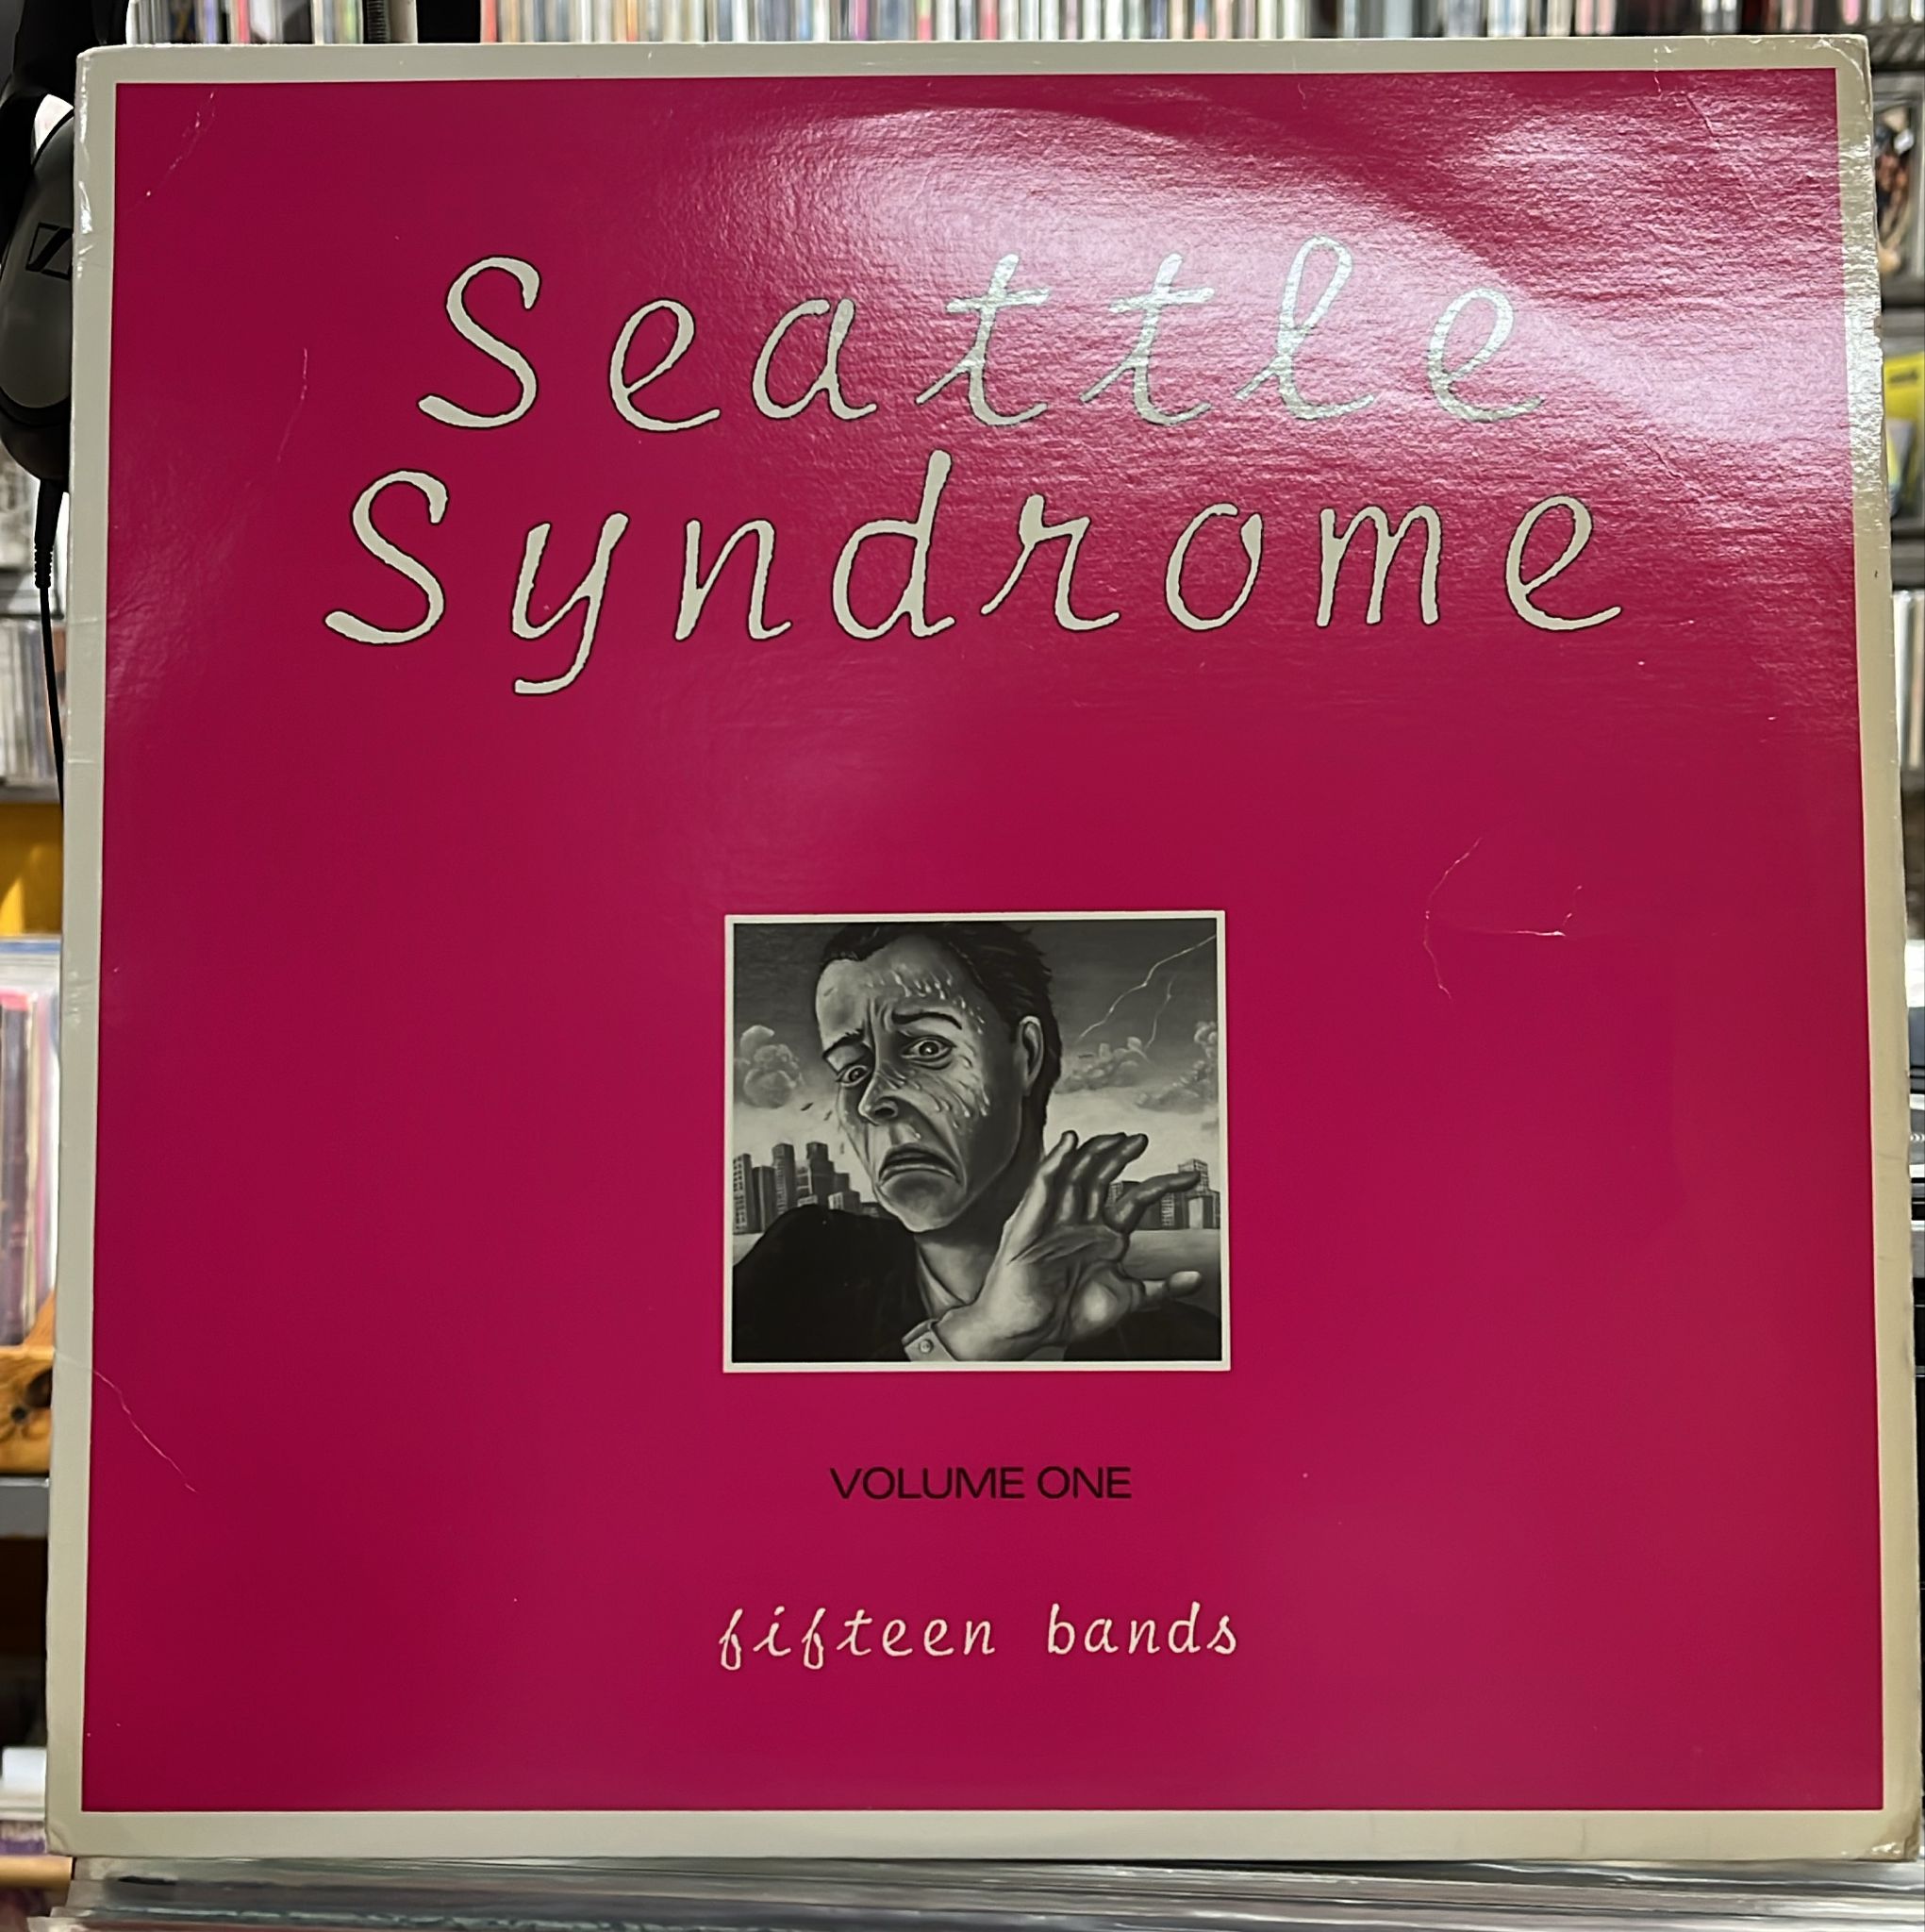 Seattle
Syndrome
VOLUME ONE
fifteen bands